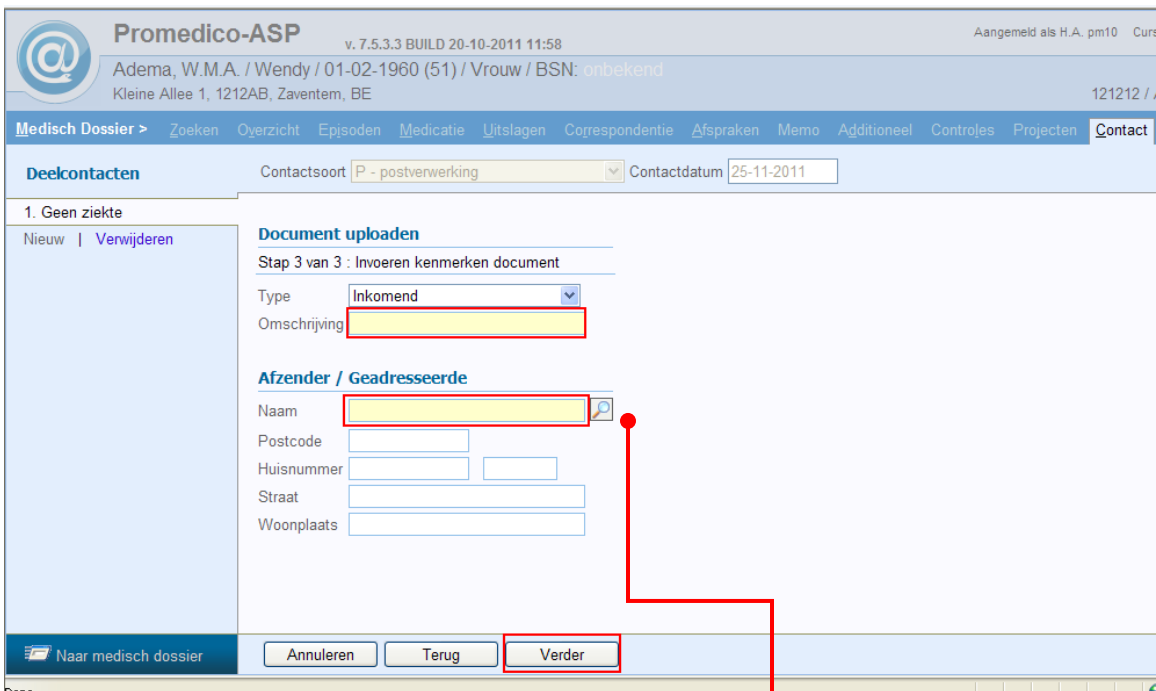 Promedico-ASP v. 7.5.3.3 BUILD 20-10-2011 11:58 Aangemeld als H.A. pm10 Curs
@ Adema, W.M.A. / Wendy / 01-02-1960 (51) / Vrouw / BSN: onbekend
Kleine Allee 1, 1212AB, Zaventem, BE 121212 /
Medisch Dossier > Zoeken Overzicht Episoden Medicatie Uitslagen Correspondentie Afspraken Memo Additioneel Controles Projecten Contact
Deelcontacten Contactsoort P - postverwerking Contactdatum 25-11-2011
1. Geen ziekte
Nieuw | Verwijderen
Document uploaden
Stap 3 van 3 : Invoeren kenmerken document
Type Inkomend
Omschrijving
Afzender / Geadresseerde
Naam
Postcode
Huisnummer
Straat
Woonplaats
Naar medisch dossier Annuleren Terug Verder